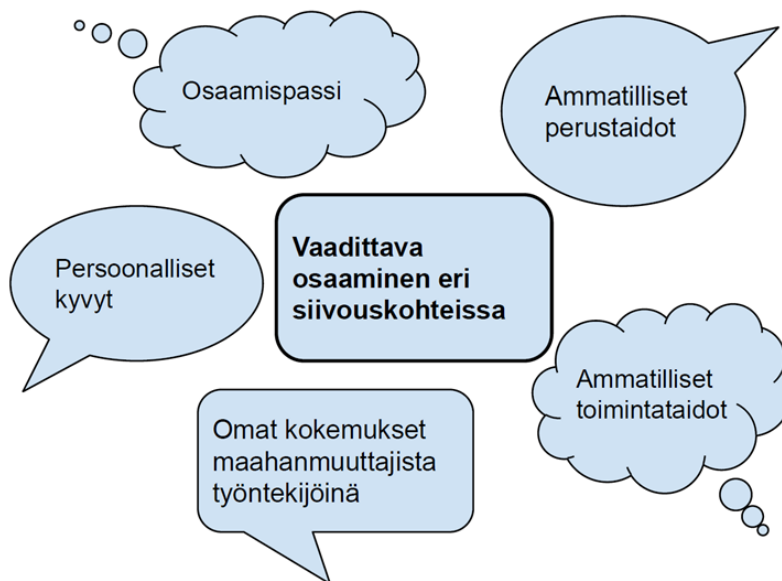 Osaamispassi
Ammatilliset
perustaidot
Persoonalliset
kyvyt
Vaadittava
osaaminen eri
siivouskohteissa
Ammatilliset
toimintataidot
Omat kokemukset
maahanmuuttajista
työntekijöinä